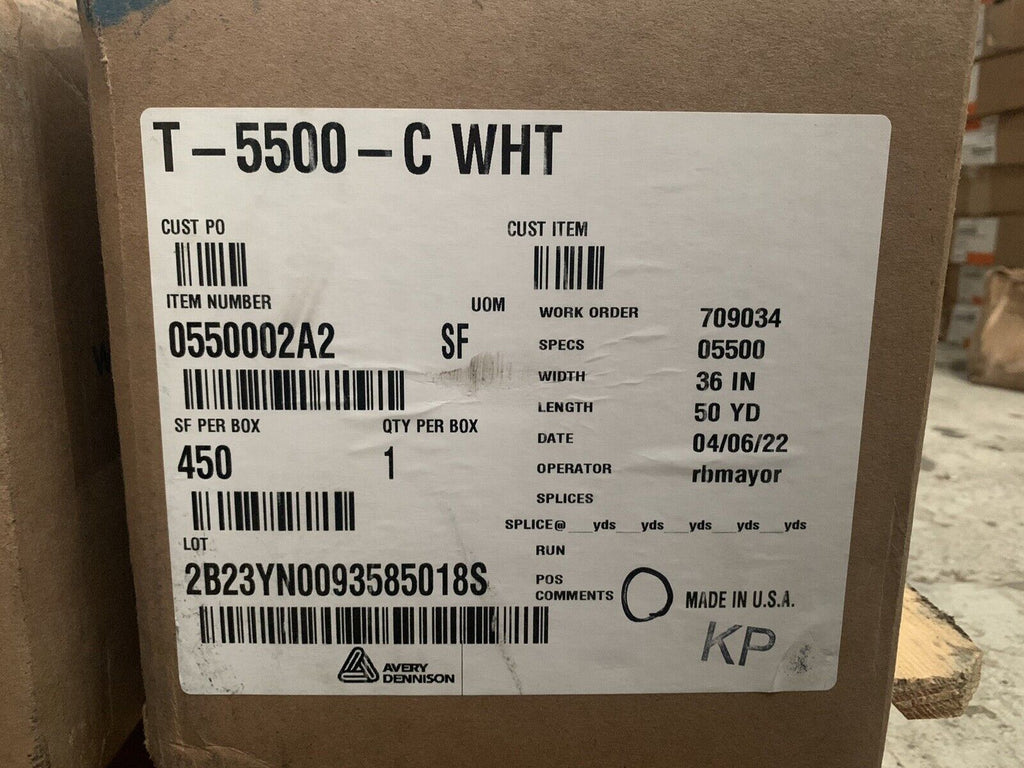 T-5500-C WHT
CUST PO
CUST ITEM
ITEM NUMBER
UOM
0550002A2
SF
SF PER BOX
QTY PER BOX
450
1
LOT
2B23YN0093585018S
AVERY
DENNISON
WORK ORDER 709034
SPECS 05500
WIDTH 36 IN
LENGTH 50 YD
DATE 04/06/22
OPERATOR rbmayor
SPLICES
SPLICE@___yds___yds___yds___yds___yds
RUN
POS
COMMENTS
MADE IN U.S.A.
KP